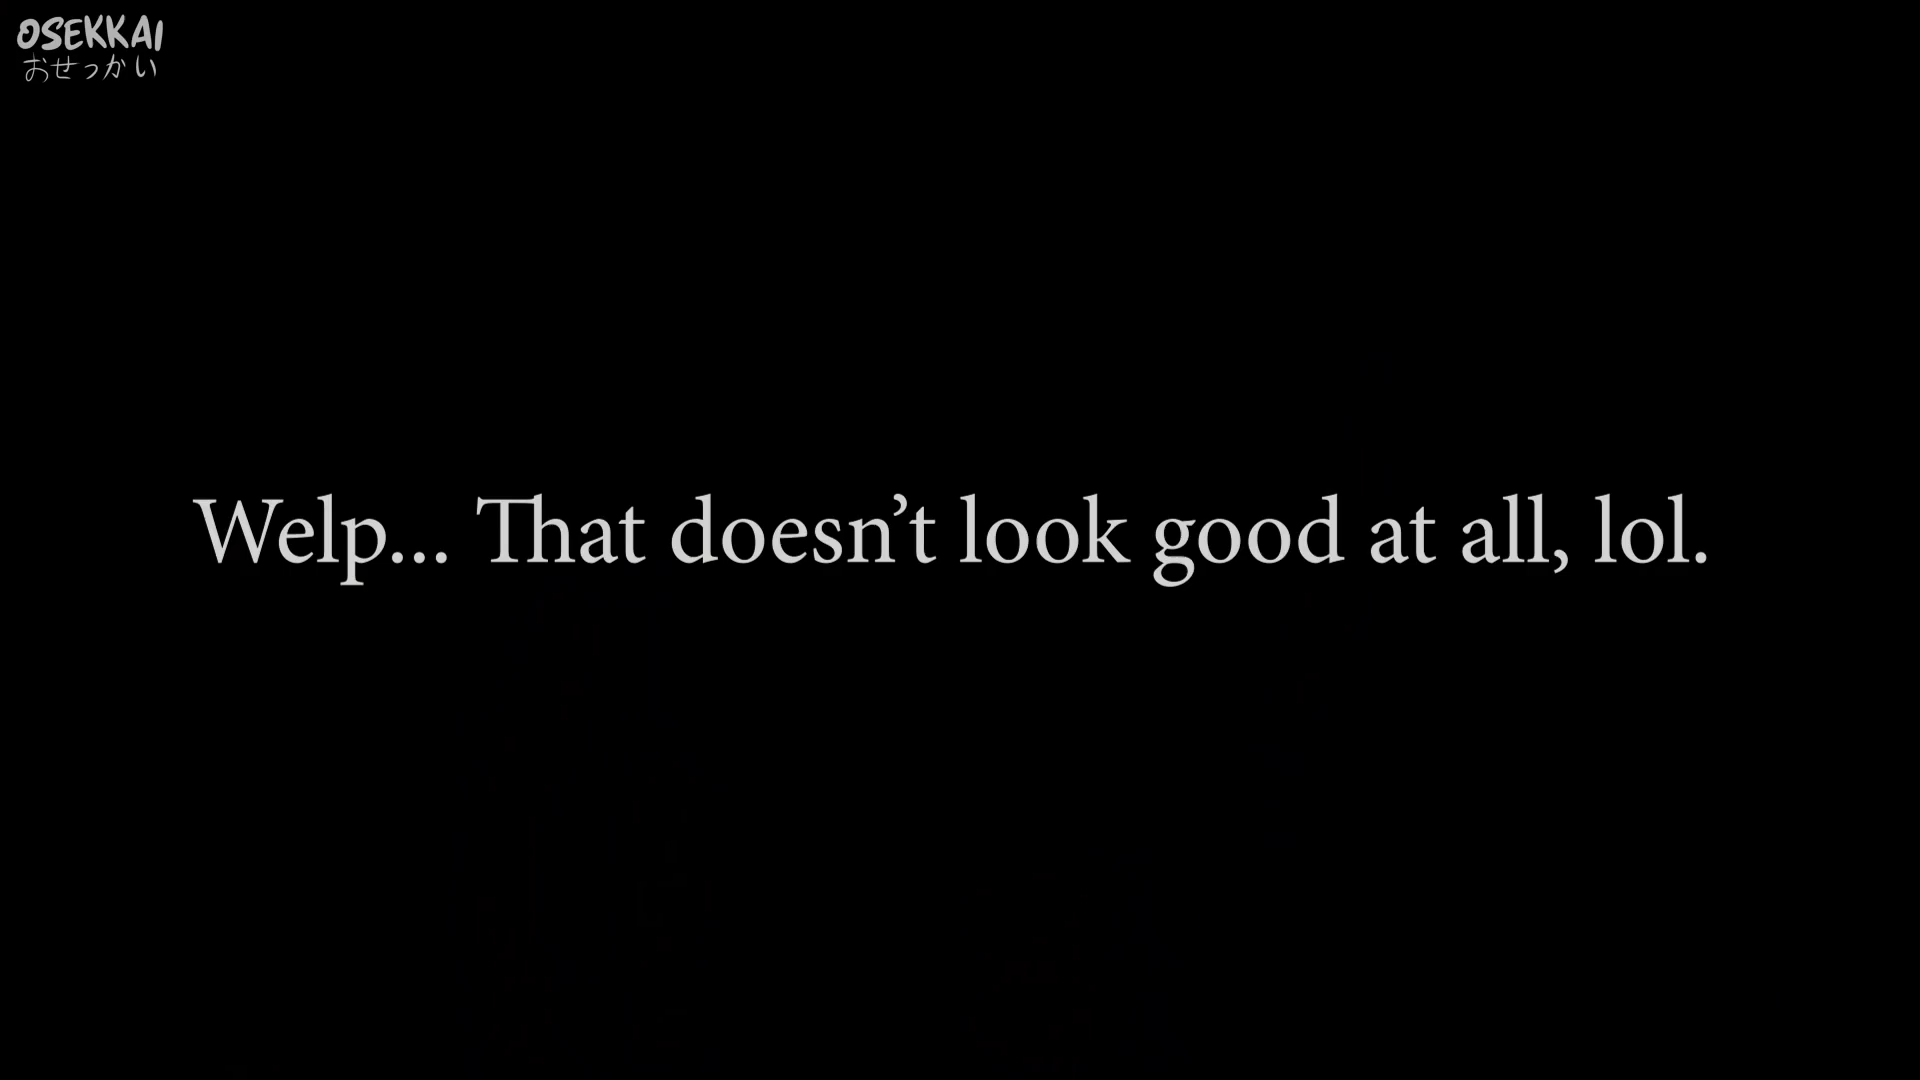 OSEKKAI
おせっかい
Welp... That doesn’t look good at all, lol.